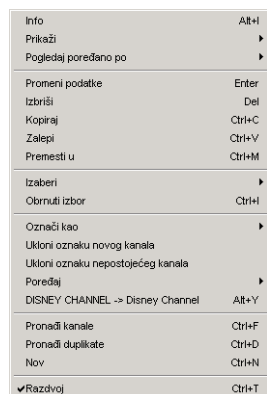 Info Alt+I
Prikaži
Pogledaj poređano po
Promeni podatke Enter
Izbriši Del
Kopiraj Ctrl+C
Zalepi Ctrl+V
Premesti u Ctrl+M
Izaberi
Obrnuti izbor Ctrl+I
Označi kao
Ukloni oznaku novog kanala
Ukloni oznaku nepostojećeg kanala
Poređaj
DISNEY CHANNEL -> Disney Channel Alt+Y
Pronađi kanale Ctrl+F
Pronađi duplikate Ctrl+D
Nov Ctrl+N
Razdvoj Ctrl+T